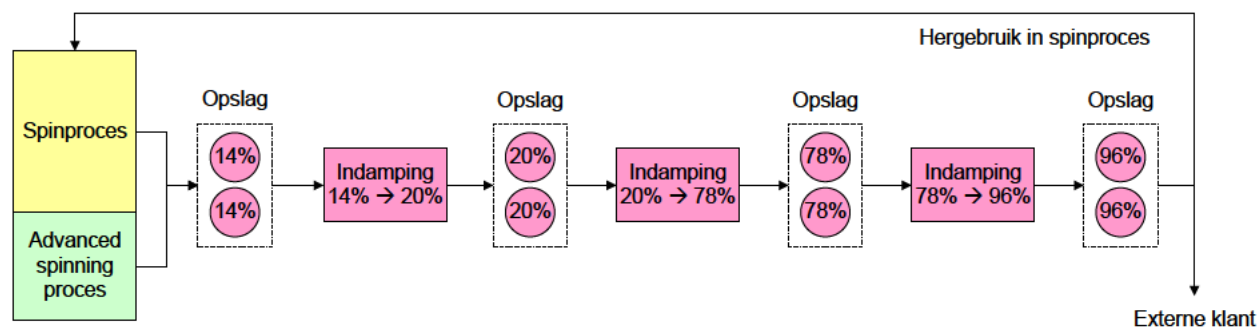 Hergebruik in spinproces
Spinproces
Advanced
spinning
proces
Opslag
14%
14%
Indamping
14% → 20%
Opslag
20%
20%
Indamping
20% → 78%
Opslag
78%
78%
Indamping
78% → 96%
Opslag
96%
96%
Externe klant